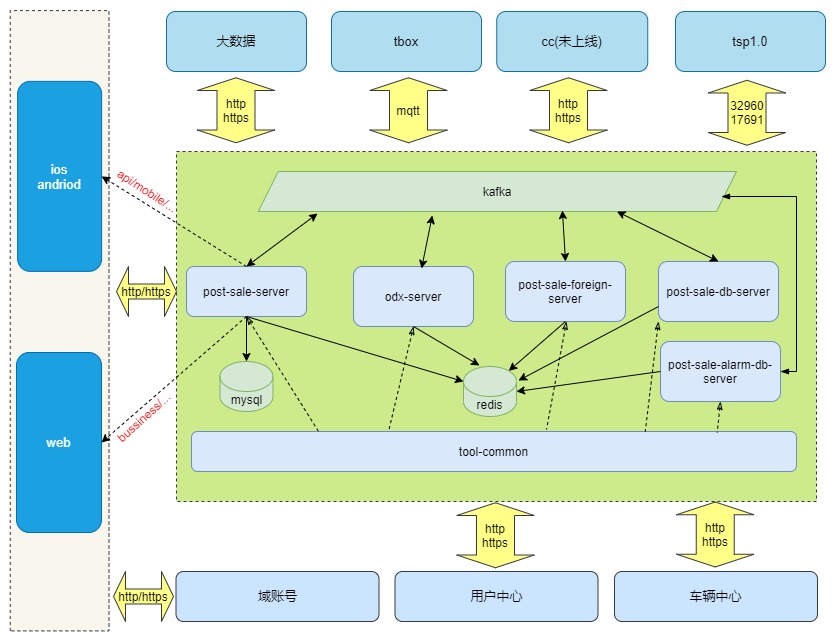 大数据
tbox
cc(未上线)
tsp1.0
http
https
mqtt
http
https
32960
17691
ios
andriod
api/mobile/...
kafka
http/https
post-sale-server
odx-server
post-sale-foreign-
server
post-sale-db-server
post-sale-alarm-db-
server
mysql
redis
bussiness/...
web
tool-common
http
https
http
https
http/https
域账号
用户中心
车辆中心